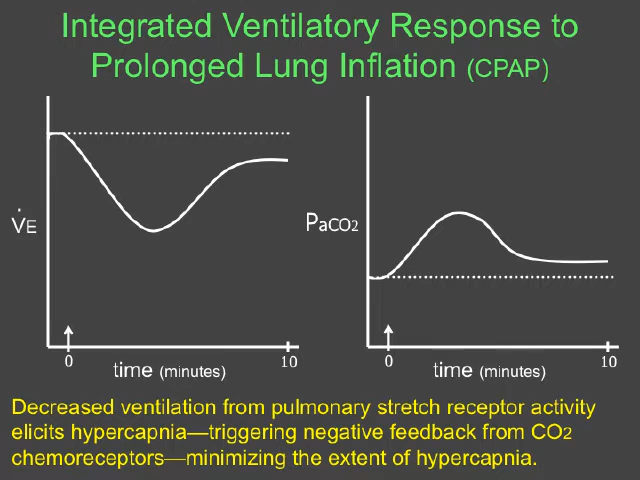 Integrated Ventilatory Response to
Prolonged Lung Inflation (CPAP)
V̇E
0
10
time (minutes)
PaCO2
0
10
time (minutes)
Decreased ventilation from pulmonary stretch receptor activity
elicits hypercapnia—triggering negative feedback from CO2
chemoreceptors—minimizing the extent of hypercapnia.